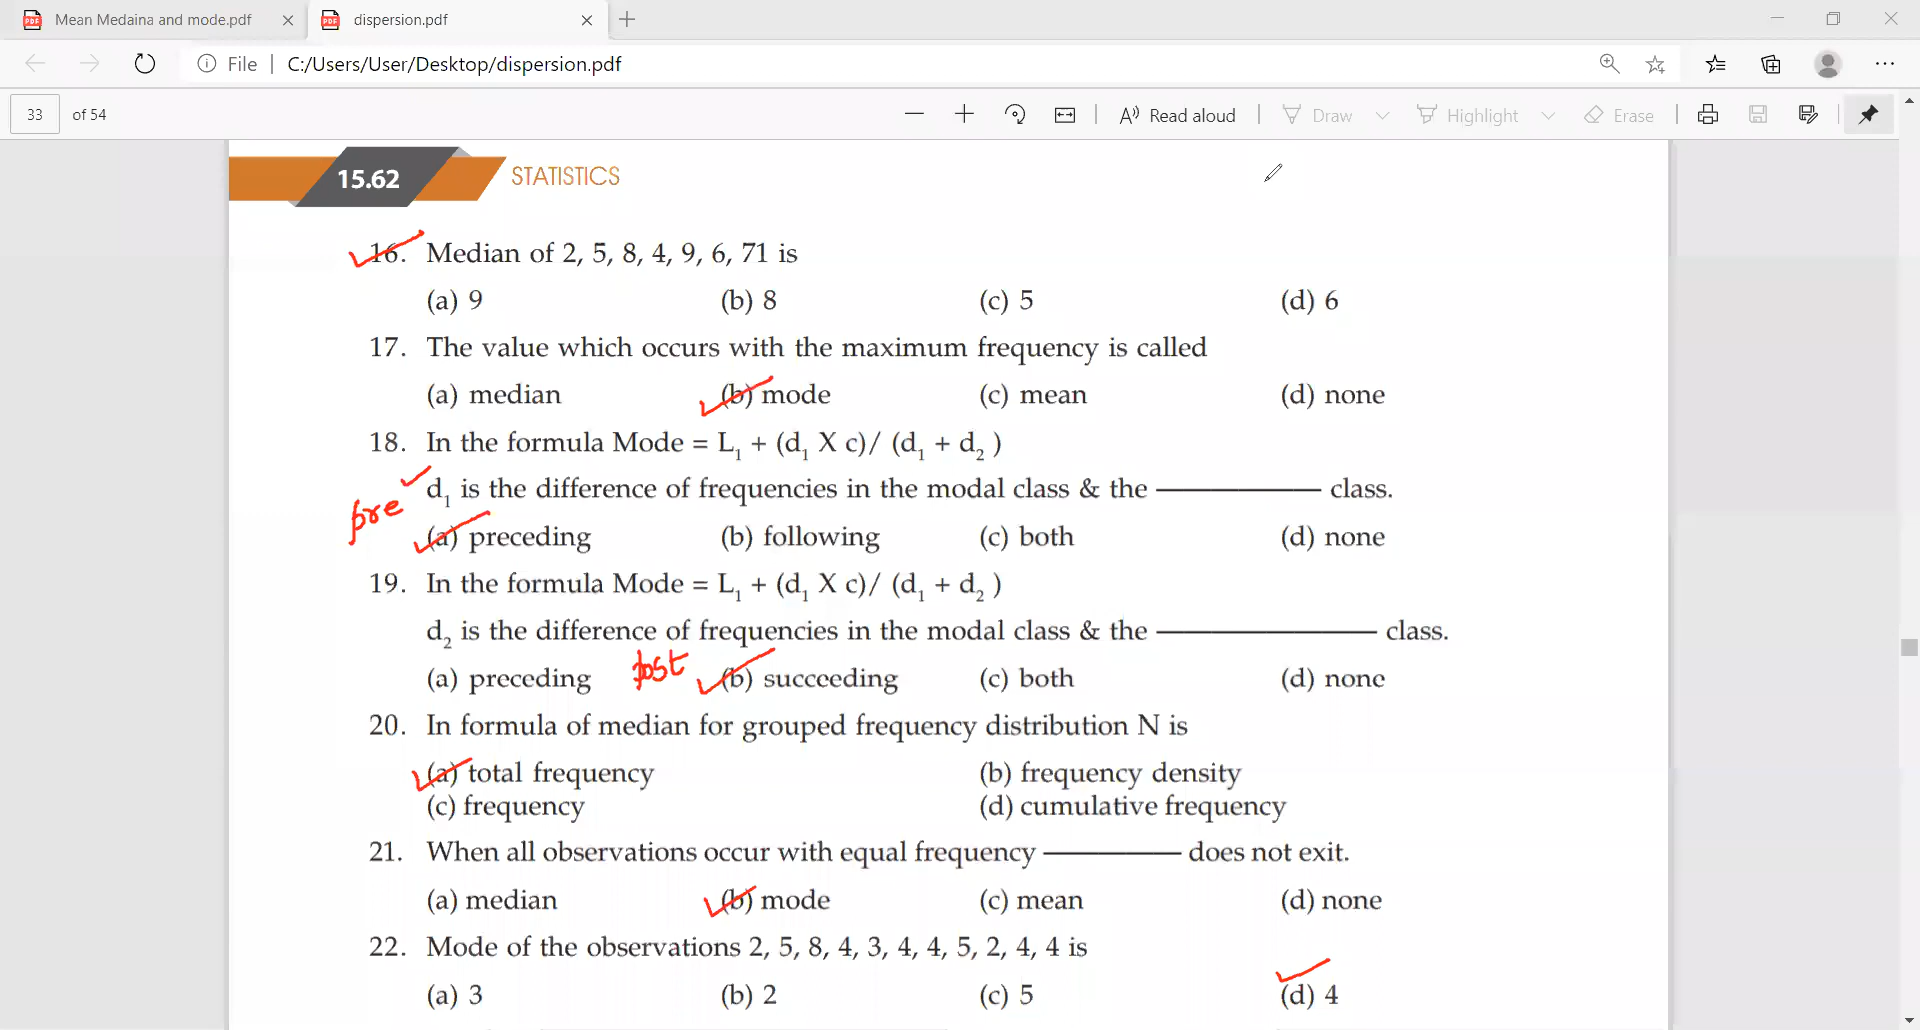 Mean Medaina and mode.pdf
dispersion.pdf
File | C:/Users/User/Desktop/dispersion.pdf
33 of 54
Read aloud
Draw
Highlight
Erase
15.62 STATISTICS
16. Median of 2, 5, 8, 4, 9, 6, 71 is
(a) 9 (b) 8 (c) 5 (d) 6
17. The value which occurs with the maximum frequency is called
(a) median (b) mode (c) mean (d) none
18. In the formula Mode = L₁ + (d₁ X c)/ (d₁ + d₂ )
d₁ is the difference of frequencies in the modal class & the ———— class.
pre
(a) preceding (b) following (c) both (d) none
19. In the formula Mode = L₁ + (d₁ X c)/ (d₁ + d₂ )
d₂ is the difference of frequencies in the modal class & the ————— class.
post
(a) preceding (b) succeeding (c) both (d) none
20. In formula of median for grouped frequency distribution N is
(a) total frequency (b) frequency density
(c) frequency (d) cumulative frequency
21. When all observations occur with equal frequency ———— does not exit.
(a) median (b) mode (c) mean (d) none
22. Mode of the observations 2, 5, 8, 4, 3, 4, 4, 5, 2, 4, 4 is
(a) 3 (b) 2 (c) 5 (d) 4